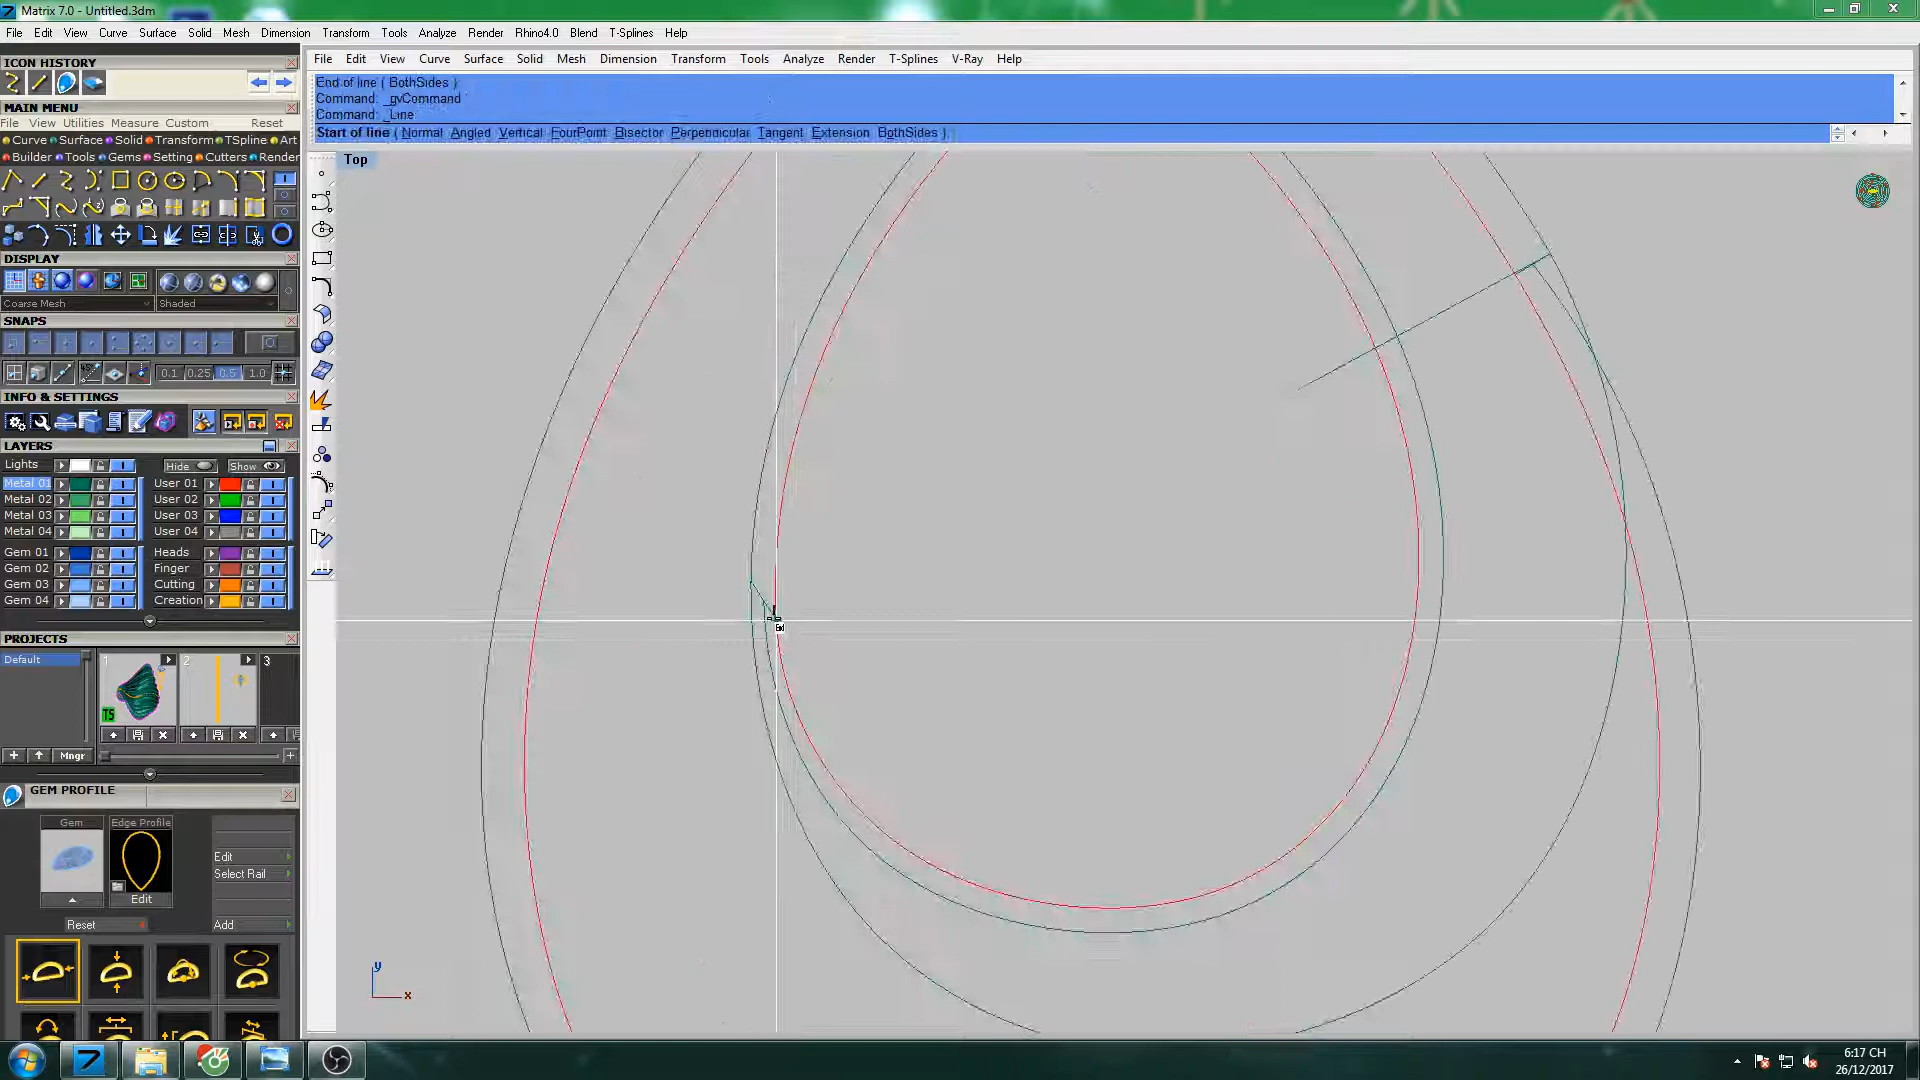 Matrix 7.0 - Untitled.3dm
File Edit View Curve Surface Solid Mesh Dimension Transform Tools Analyze Render Rhino4.0 Blend T-Splines Help
ICON HISTORY
MAIN MENU
File View Utilities Measure Custom Reset
Curve Surface Solid Transform TSpline Art
Builder Tools Gems Setting Cutters Render
DISPLAY
Coarse Mesh Shaded
SNAPS
0.1 0.25 0.5 1.0
INFO & SETTINGS
LAYERS
Lights Hide Show
Metal 01 User 01
Metal 02 User 02
Metal 03 User 03
Metal 04 User 04
Gem 01 Heads
Gem 02 Finger
Gem 03 Cutting
Gem 04 Creation
PROJECTS
Default 1 2 3
TS
Mngr
GEM PROFILE
Gem Edge Profile
Edit
Select Rail
Edit
Reset Add
File Edit View Curve Surface Solid Mesh Dimension Transform Tools Analyze Render T-Splines V-Ray Help
End of line ( BothSides )
Command: _gvCommand
Command: _Line
Start of line ( Normal Angled Vertical FourPoint Bisector Perpendicular Tangent Extension BothSides ):
Top
End
y
x
6:17 CH
26/12/2017